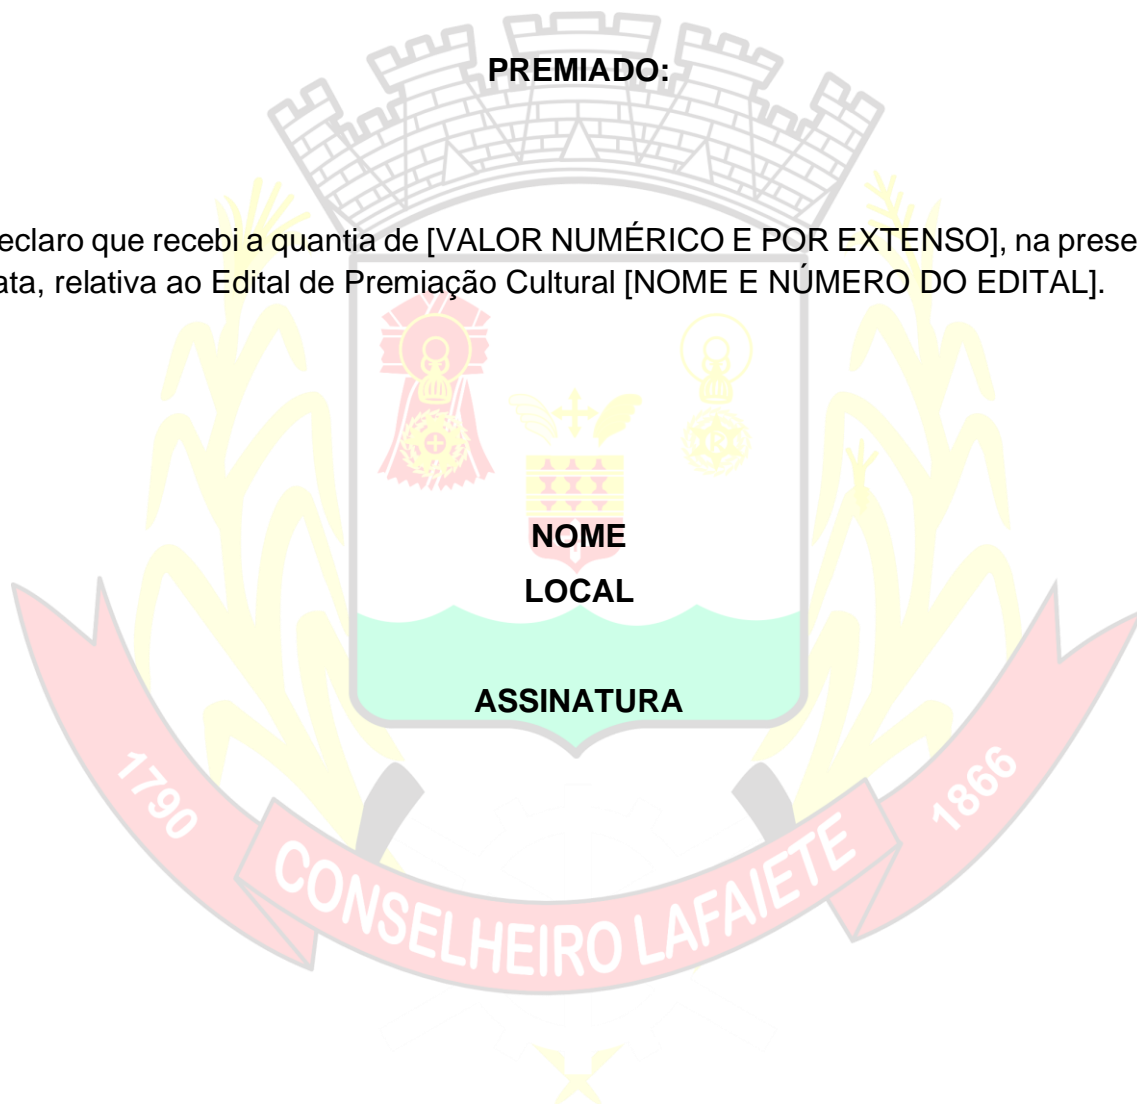 PREMIADO:
eclaro que recebi a quantia de [VALOR NUMÉRICO E POR EXTENSO], na prese
ata, relativa ao Edital de Premiação Cultural [NOME E NÚMERO DO EDITAL].
NOME
LOCAL
ASSINATURA
1790
CONSELHEIRO LAFAIETE
1866